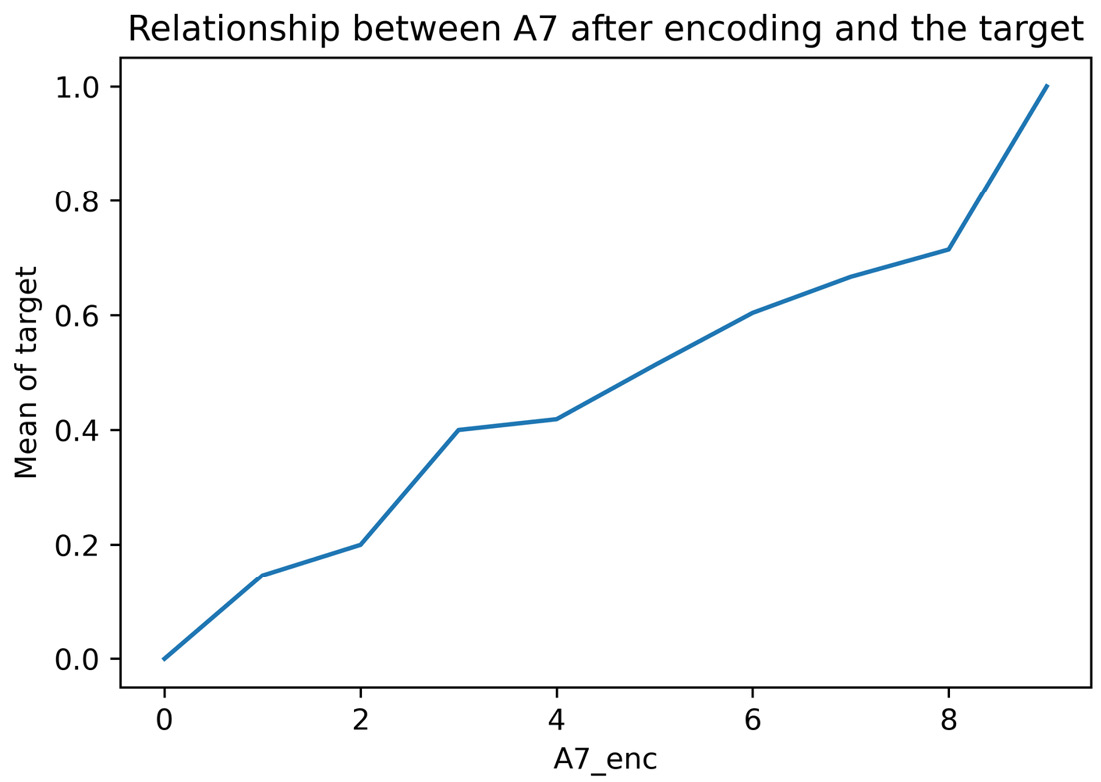 Relationship between A7 after encoding and the target
1.0
0.8
0.6
0.4
0.2
0.0
Mean of target
0 2 4 6 8
A7_enc